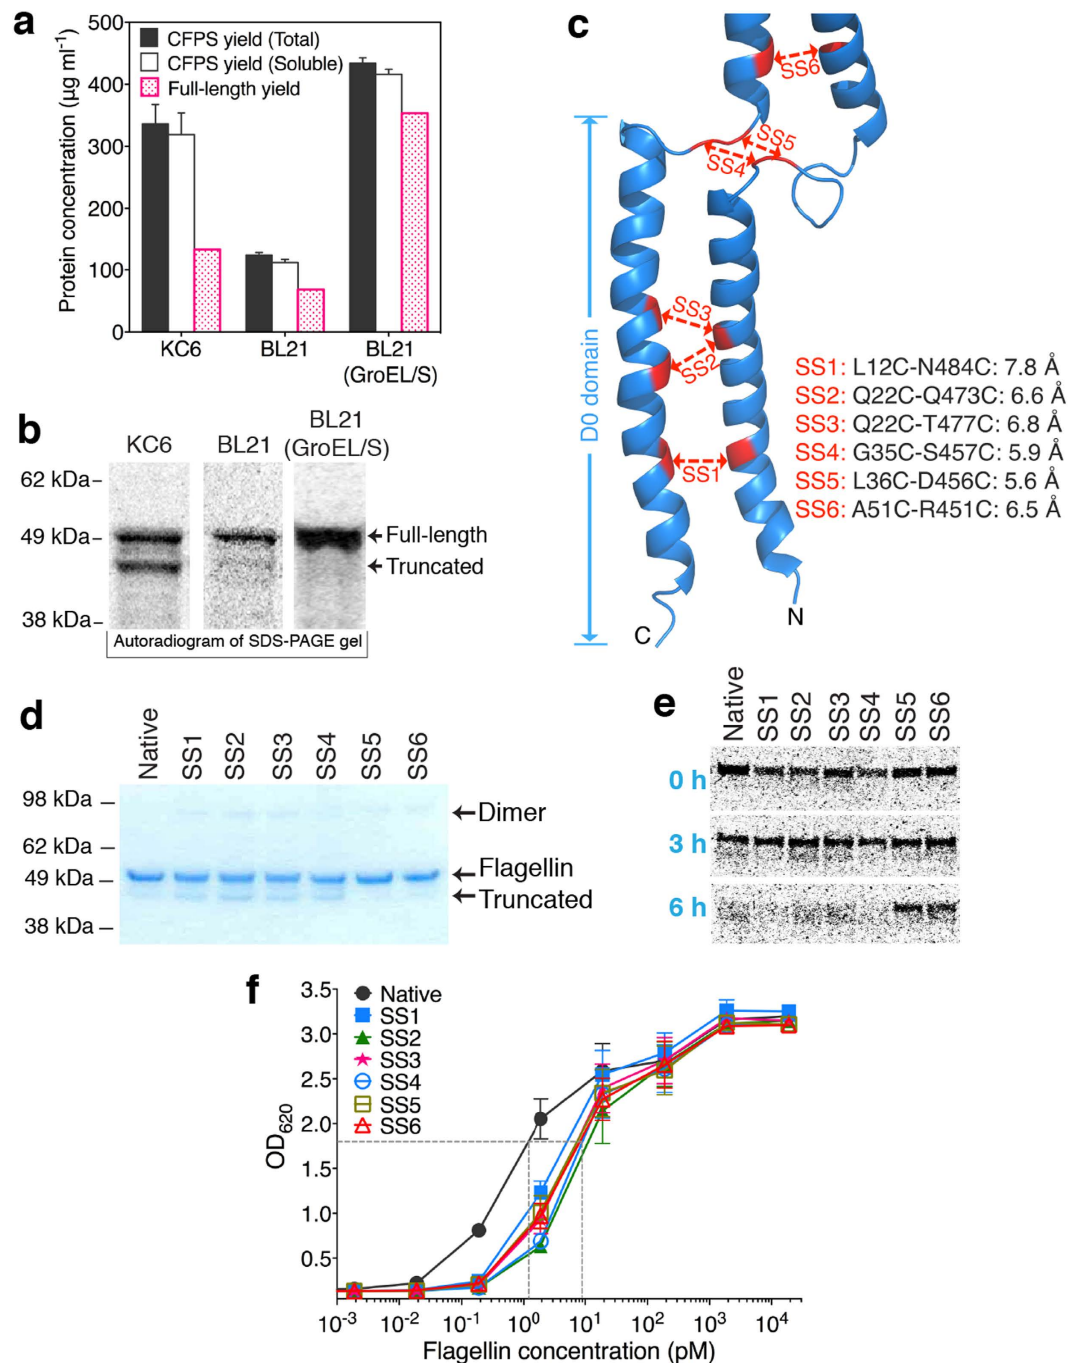 a
500
400
300
200
100
0
Protein concentration (µg ml⁻¹)
CFPS yield (Total)
CFPS yield (Soluble)
Full-length yield
KC6
BL21
BL21
(GroEL/S)
b
KC6
BL21
BL21
(GroEL/S)
62 kDa
49 kDa
38 kDa
Full-length
Truncated
Autoradiogram of SDS-PAGE gel
c
SS6
SS5
SS4
SS3
SS2
SS1
D0 domain
C
N
SS1: L12C-N484C: 7.8 Å
SS2: Q22C-Q473C: 6.6 Å
SS3: Q22C-T477C: 6.8 Å
SS4: G35C-S457C: 5.9 Å
SS5: L36C-D456C: 5.6 Å
SS6: A51C-R451C: 6.5 Å
d
Native
SS1
SS2
SS3
SS4
SS5
SS6
98 kDa
62 kDa
49 kDa
38 kDa
Dimer
Flagellin
Truncated
e
Native
SS1
SS2
SS3
SS4
SS5
SS6
0 h
3 h
6 h
f
3.5
3.0
2.5
2.0
1.5
1.0
0.5
OD₆₂₀
Native
SS1
SS2
SS3
SS4
SS5
SS6
10⁻³
10⁻²
10⁻¹
10⁰
10¹
10²
10³
10⁴
Flagellin concentration (pM)